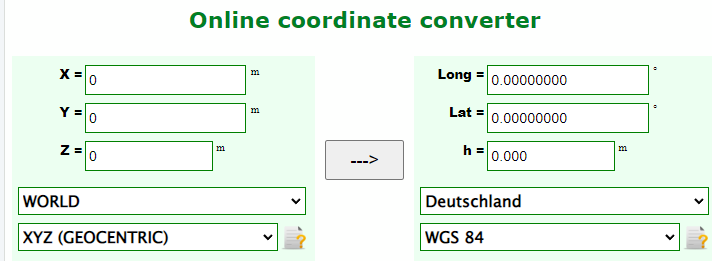 Online coordinate converter
X = 0 m
Y = 0 m
Z = 0 m
WORLD
XYZ (GEOCENTRIC)
--->
Long = 0.00000000 °
Lat = 0.00000000 °
h = 0.000 m
Deutschland
WGS 84